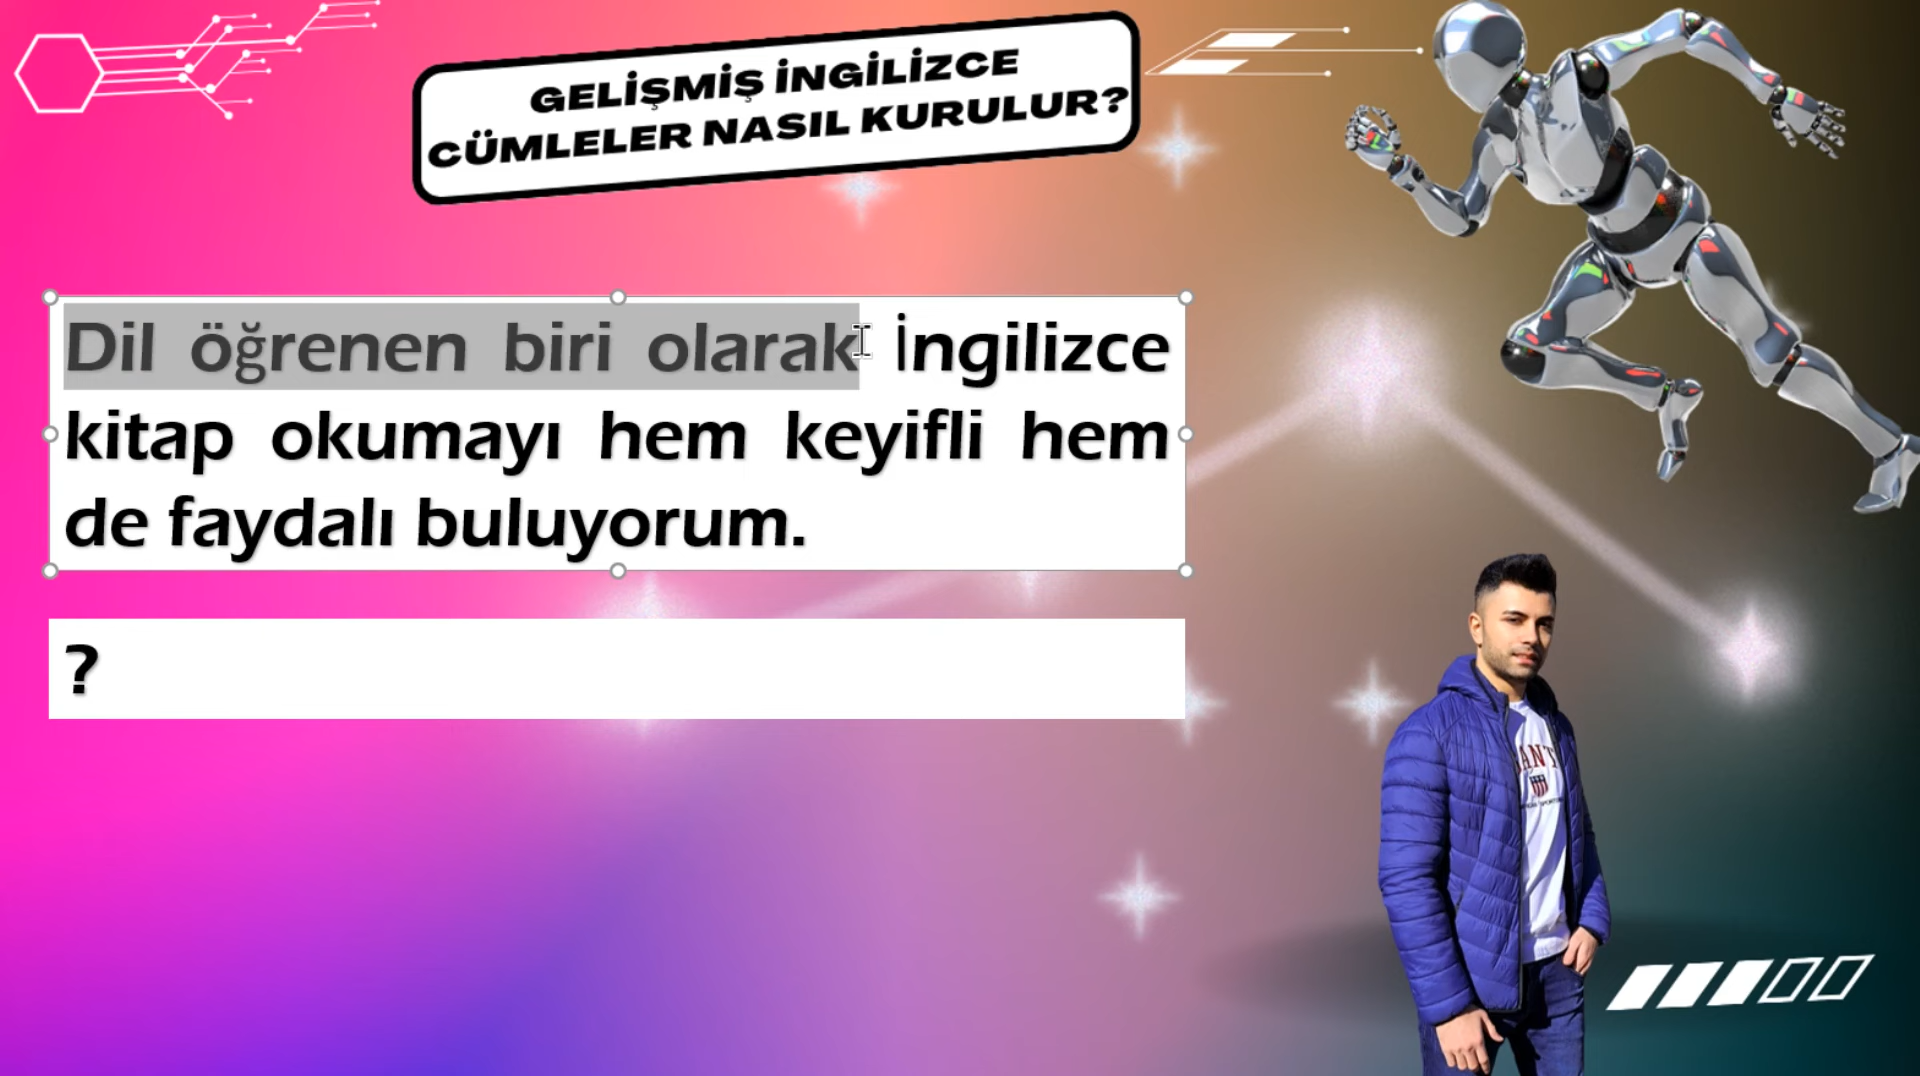 GELİŞMİŞ İNGİLİZCE
CÜMLELER NASIL KURULUR?
Dil öğrenen biri olarak İngilizce
kitap okumayı hem keyifli hem
de faydalı buluyorum.
?